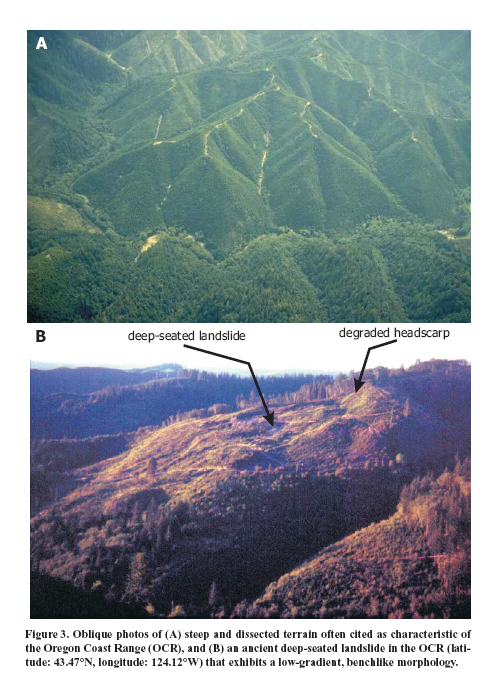 A
B
deep-seated landslide
degraded headscarp
Figure 3. Oblique photos of (A) steep and dissected terrain often cited as characteristic of
the Oregon Coast Range (OCR), and (B) an ancient deep-seated landslide in the OCR (lati-
tude: 43.47°N, longitude: 124.12°W) that exhibits a low-gradient, benchlike morphology.